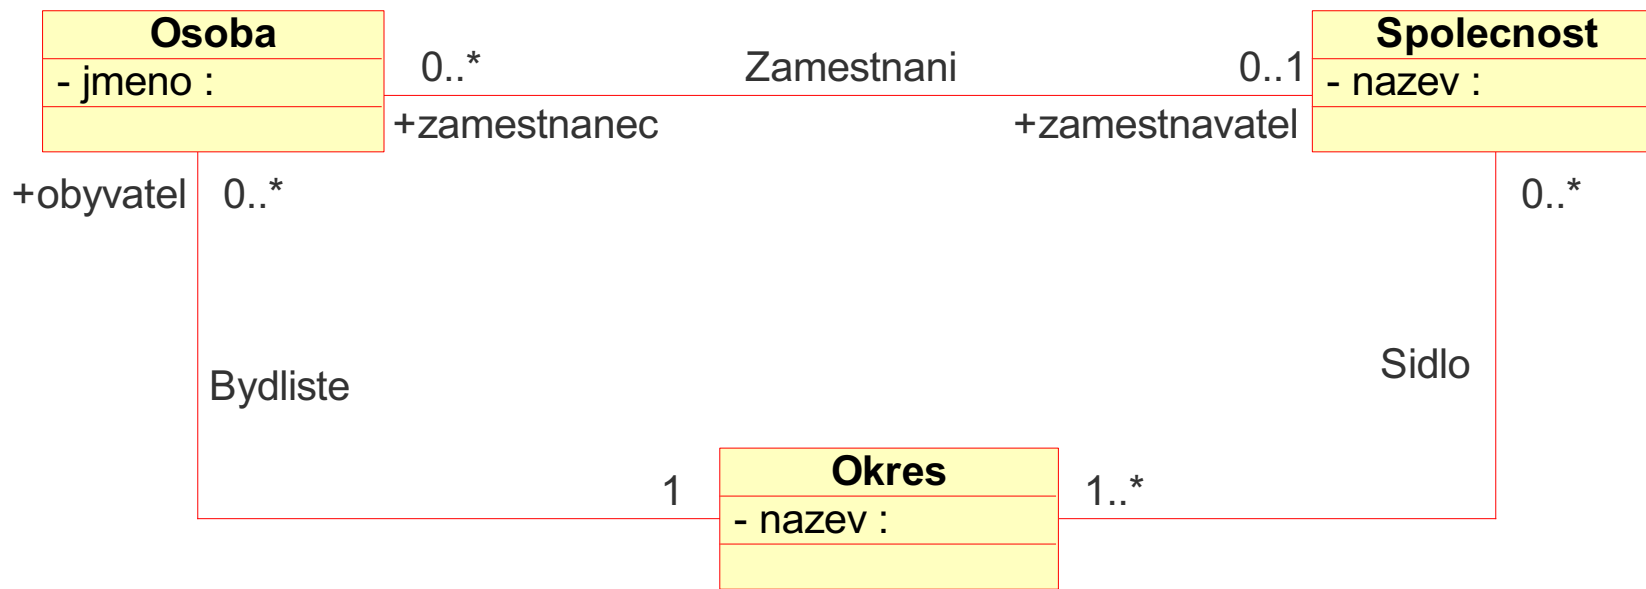 Osoba
- jmeno :
0..*
Zamestnani
0..1
Spolecnost
- nazev :
+zamestnanec
+zamestnavatel
+obyvatel
0..*
0..*
Bydliste
Sidlo
1
Okres
- nazev :
1..*